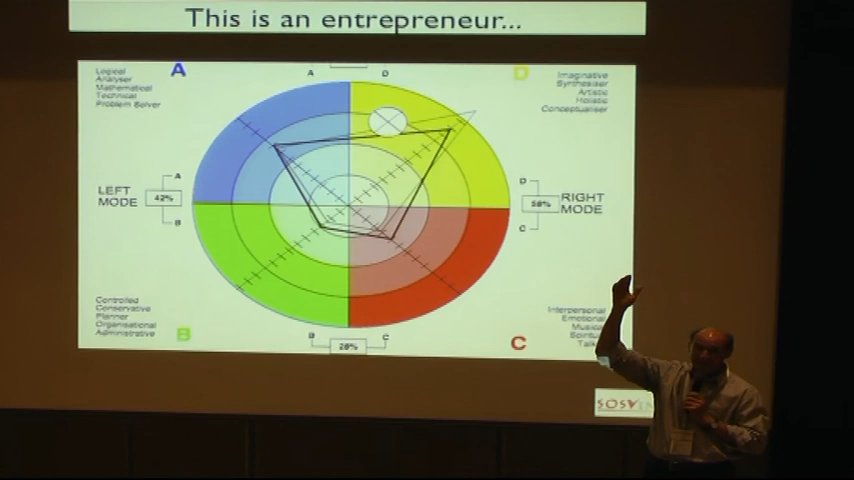 This is an entrepreneur...
Logical
Analyser
Mathematical
Technical
Problem Solver
A
A
D
D
Imaginative
Synthesiser
Artistic
Holistic
Conceptualiser
LEFT
MODE
A
42%
B
D
58%
C
RIGHT
MODE
Controlled
Conservative
Planner
Organisational
Administrative
B
B
28%
C
C
Interpersonal
Emotional
SOSV